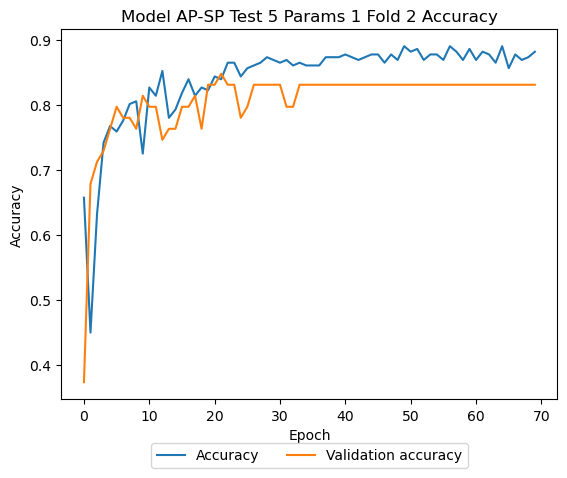 Model AP-SP Test 5 Params 1 Fold 2 Accuracy
0.9
0.8
0.7
0.6
0.5
0.4
Accuracy
0 10 20 30 40 50 60 70
Epoch
Accuracy Validation accuracy